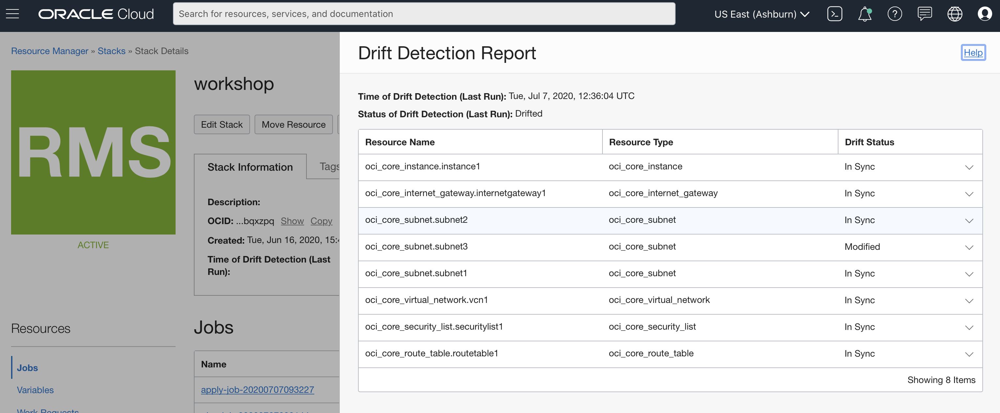 ORACLE Cloud
Search for resources, services, and documentation
US East (Ashburn)
Resource Manager » Stacks » Stack Details
RMS
ACTIVE
workshop
Edit Stack
Move Resource
Stack Information
Tags
Description:
OCID: ...bqxzpq Show Copy
Created: Tue, Jun 16, 2020, 15:
Time of Drift Detection (Last
Run):
Resources
Jobs
Variables
Work Requests
Jobs
Name
apply-job-20200707093227
Drift Detection Report
Help
Time of Drift Detection (Last Run): Tue, Jul 7, 2020, 12:36:04 UTC
Status of Drift Detection (Last Run): Drifted
Resource Name Resource Type Drift Status
oci_core_instance.instance1 oci_core_instance In Sync
oci_core_internet_gateway.internetgateway1 oci_core_internet_gateway In Sync
oci_core_subnet.subnet2 oci_core_subnet In Sync
oci_core_subnet.subnet3 oci_core_subnet Modified
oci_core_subnet.subnet1 oci_core_subnet In Sync
oci_core_virtual_network.vcn1 oci_core_virtual_network In Sync
oci_core_security_list.securitylist1 oci_core_security_list In Sync
oci_core_route_table.routetable1 oci_core_route_table In Sync
Showing 8 Items